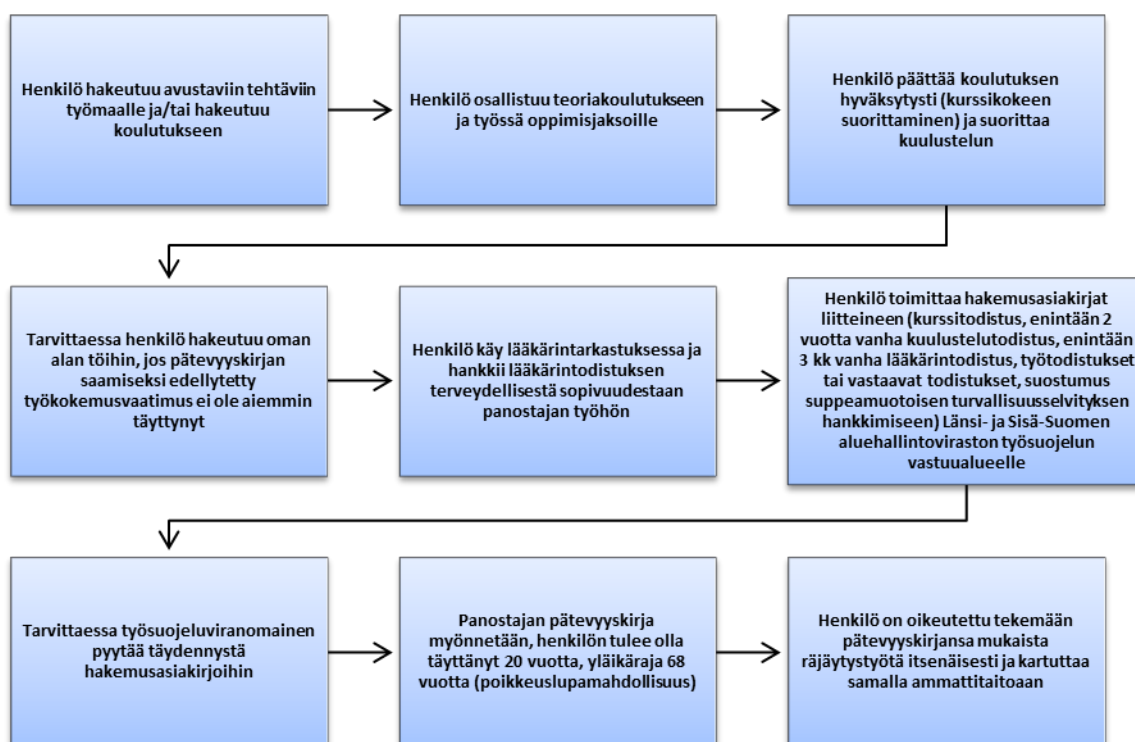 Henkilö hakeutuu avustaviin tehtäviin
työmaalle ja/tai hakeutuu
koulutukseen
Henkilö osallistuu teoriakoulutukseen
ja työssä oppimisjaksoille
Henkilö päättää koulutuksen
hyväksytysti (kurssikokeen
suorittaminen) ja suorittaa
kuulustelun
Tarvittaessa henkilö hakeutuu oman
alan töihin, jos pätevyyskirjan
saamiseksi edellytetty
työkokemusvaatimus ei ole aiemmin
täyttynyt
Henkilö käy lääkärintarkastuksessa ja
hankkii lääkärintodistuksen
terveydellisestä sopivuudestaan
panostajan työhön
Henkilö toimittaa hakemusasiakirjat
liitteineen (kurssitodistus, enintään 2
vuotta vanha kuulustelutodistus, enintään
3 kk vanha lääkärintodistus, työtodistukset
tai vastaavat todistukset, suostumus
suppeamuotoisen turvallisuusselvityksen
hankkimiseen) Länsi- ja Sisä-Suomen
aluehallintoviraston työsuojelun
vastuualueelle
Tarvittaessa työsuojeluviranomainen
pyytää täydennystä
hakemusasiakirjoihin
Panostajan pätevyyskirja
myönnetään, henkilön tulee olla
täyttänyt 20 vuotta, yläikäraja 68
vuotta (poikkeuslupamahdollisuus)
Henkilö on oikeutettu tekemään
pätevyyskirjansa mukaista
räjäytystyötä itsenäisesti ja kartuttaa
samalla ammattitaitoaan